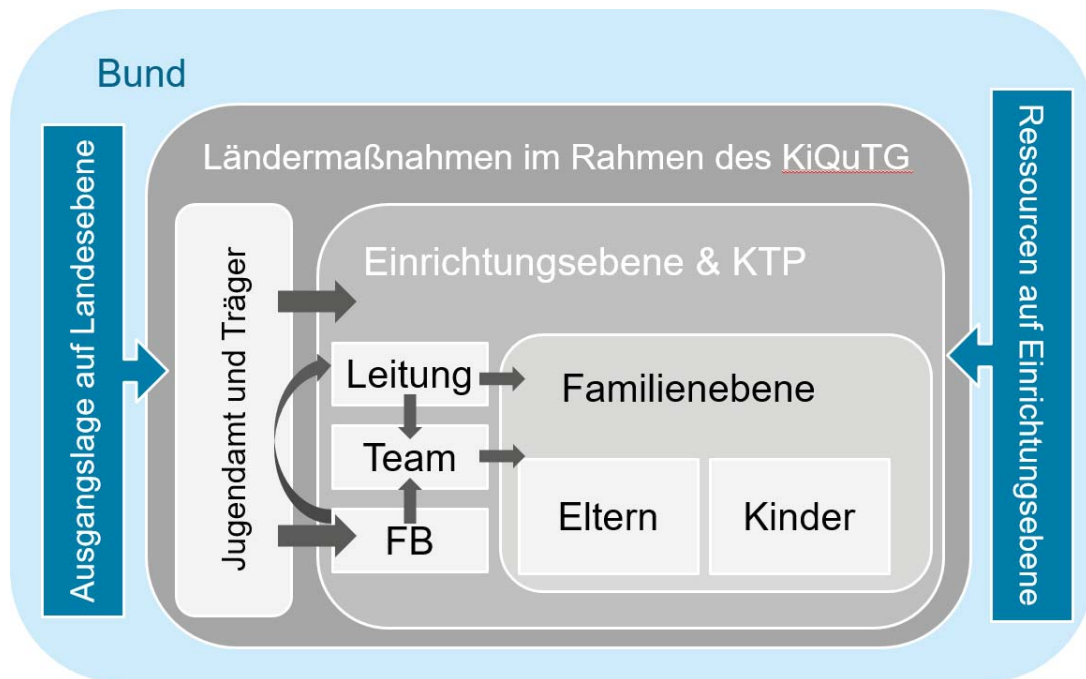 Bund
Ausgangslage auf Landesebene
Ländermaßnahmen im Rahmen des KiQuTG
Jugendamt und Träger
Einrichtungsebene & KTP
Leitung
Team
FB
Familienebene
Eltern
Kinder
Ressourcen auf Einrichtungsebene